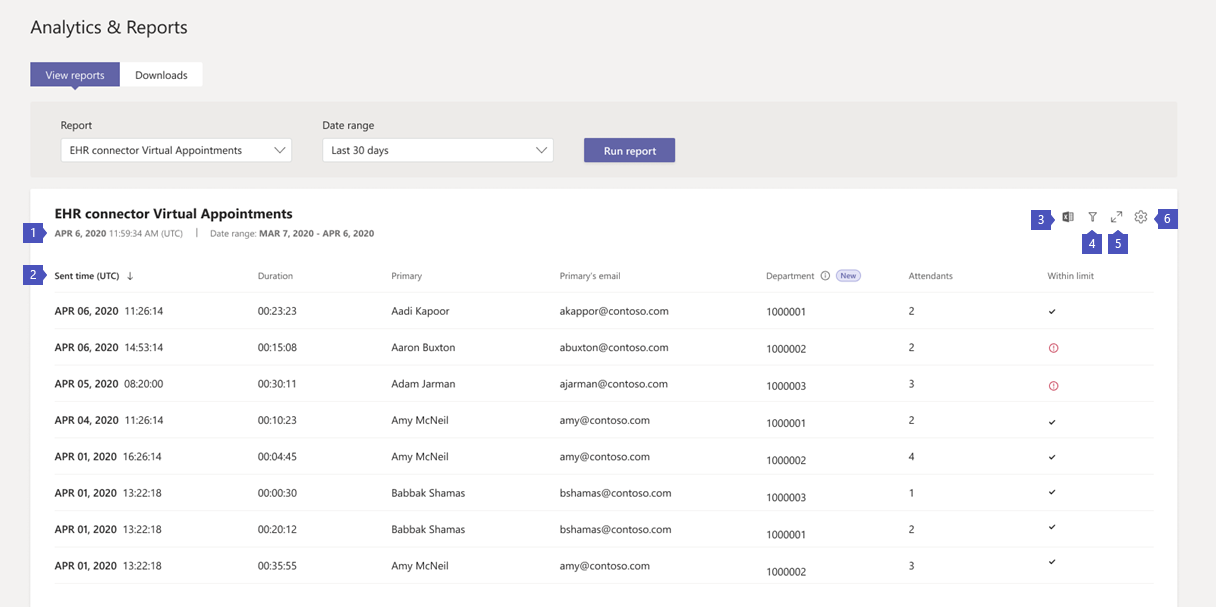 Analytics & Reports
View reports Downloads
Report Date range
EHR connector Virtual Appointments Last 30 days Run report
EHR connector Virtual Appointments
3 6
1 APR 6, 2020 11:59:34 AM (UTC) | Date range: MAR 7, 2020 - APR 6, 2020
4 5
2 Sent time (UTC) ↓ Duration Primary Primary's email Department New Attendants Within limit
APR 06, 2020 11:26:14 00:23:23 Aadi Kapoor akappor@contoso.com 1000001 2
APR 06, 2020 14:53:14 00:15:08 Aaron Buxton abuxton@contoso.com 1000002 2
APR 05, 2020 08:20:00 00:30:11 Adam Jarman ajarman@contoso.com 1000003 3
APR 04, 2020 11:26:14 00:10:23 Amy McNeil amy@contoso.com 1000001 2
APR 01, 2020 16:26:14 00:04:45 Amy McNeil amy@contoso.com 1000002 4
APR 01, 2020 13:22:18 00:00:30 Babbak Shamas bshamas@contoso.com 1000003 1
APR 01, 2020 13:22:18 00:20:12 Babbak Shamas bshamas@contoso.com 1000001 2
APR 01, 2020 13:22:18 00:35:55 Amy McNeil amy@contoso.com 1000002 3